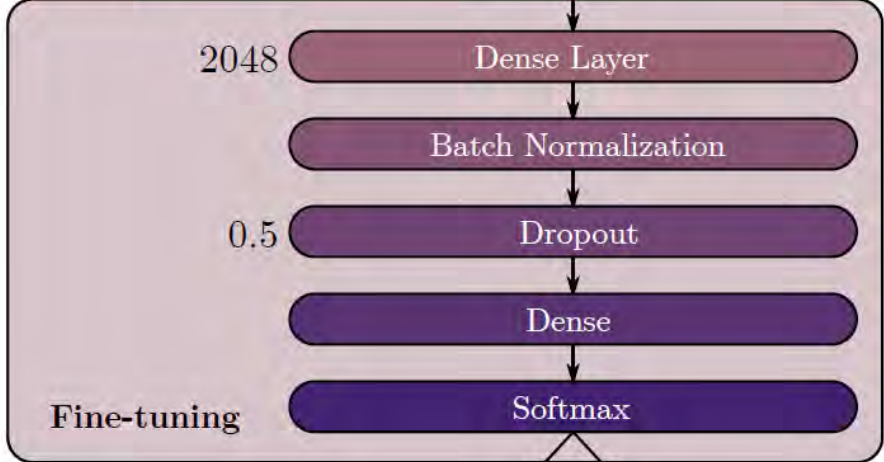 2048 Dense Layer
Batch Normalization
0.5 Dropout
Dense
Fine-tuning Softmax